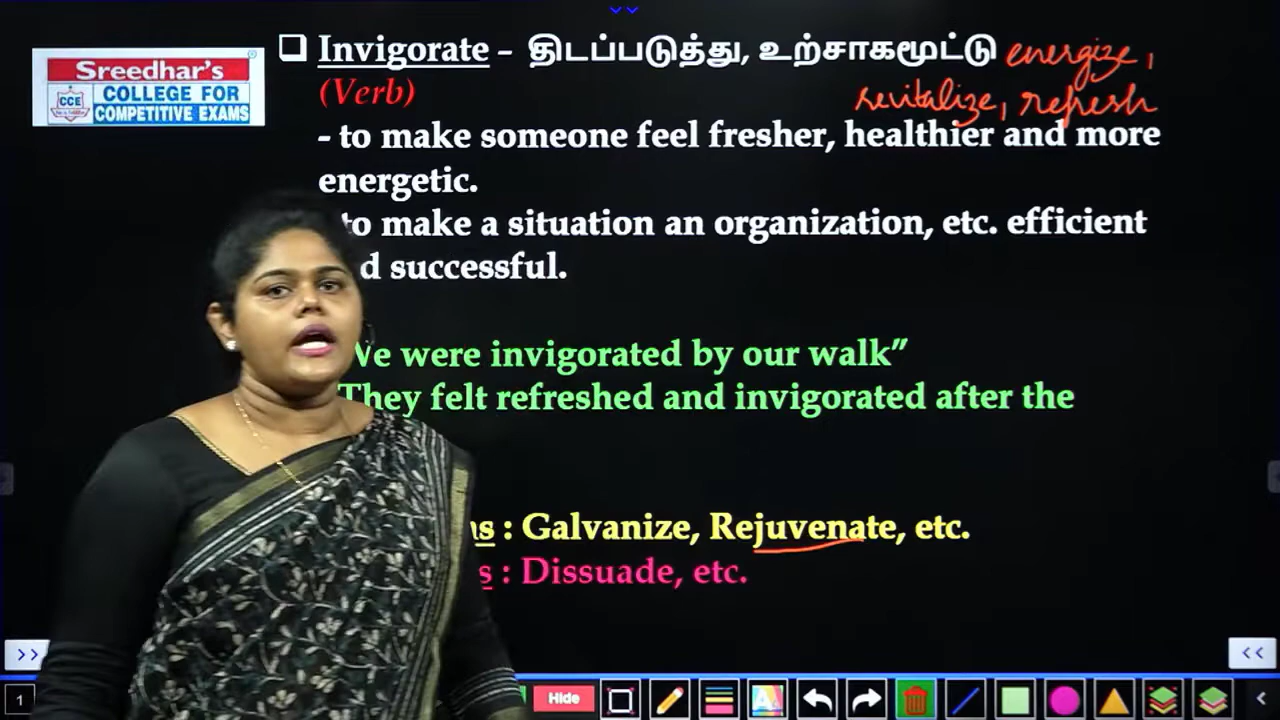 Sreedhar's
CCE
COLLEGE FOR
COMPETITIVE EXAMS
Invigorate – திடப்படுத்து, உற்சாகமூட்டு energize,
(Verb) revitalize, refresh
- to make someone feel fresher, healthier and more
energetic.
to make a situation an organization, etc. efficient
successful.
We were invigorated by our walk”
They felt refreshed and invigorated after the
: Galvanize, Rejuvenate, etc.
: Dissuade, etc.
>> <<
1 Hide